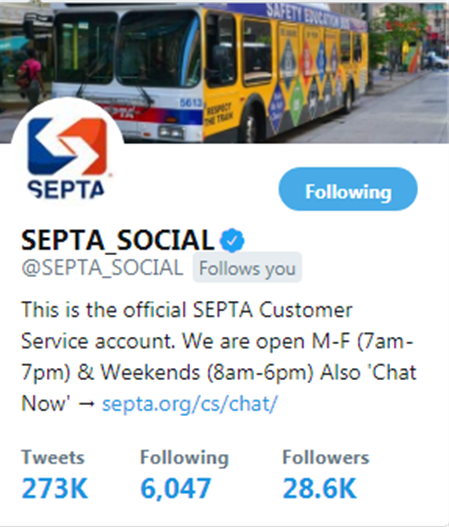 SAFETY EDUCATION BUS
5613
RESPECT
THE TRAIN
SEPTA
SEPTA
Following
SEPTA_SOCIAL
@SEPTA_SOCIAL Follows you
This is the official SEPTA Customer
Service account. We are open M-F (7am-
7pm) & Weekends (8am-6pm) Also 'Chat
Now' → septa.org/cs/chat/
Tweets Following Followers
273K 6,047 28.6K